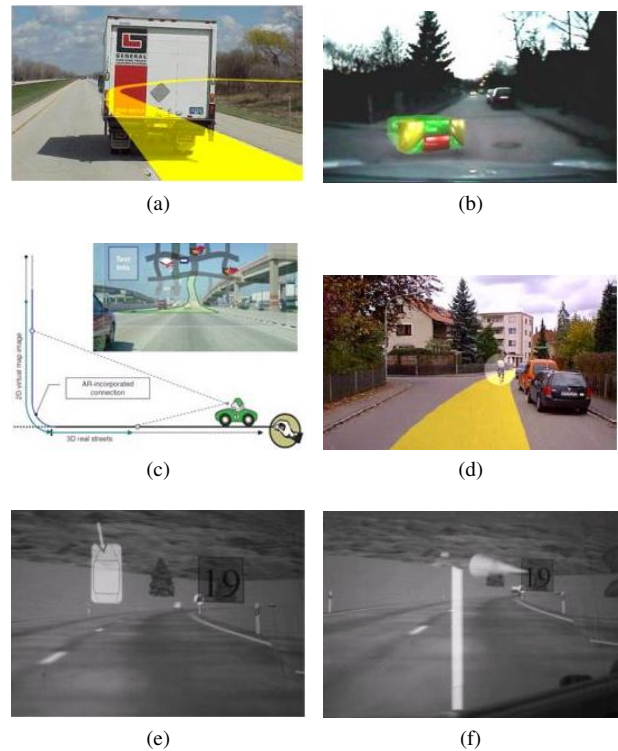 GENERAL
(a)
(b)
Text
Info
2D virtual map image
AR-incorporated
connection
3D real streets
(c)
(d)
19
(e)
19
(f)